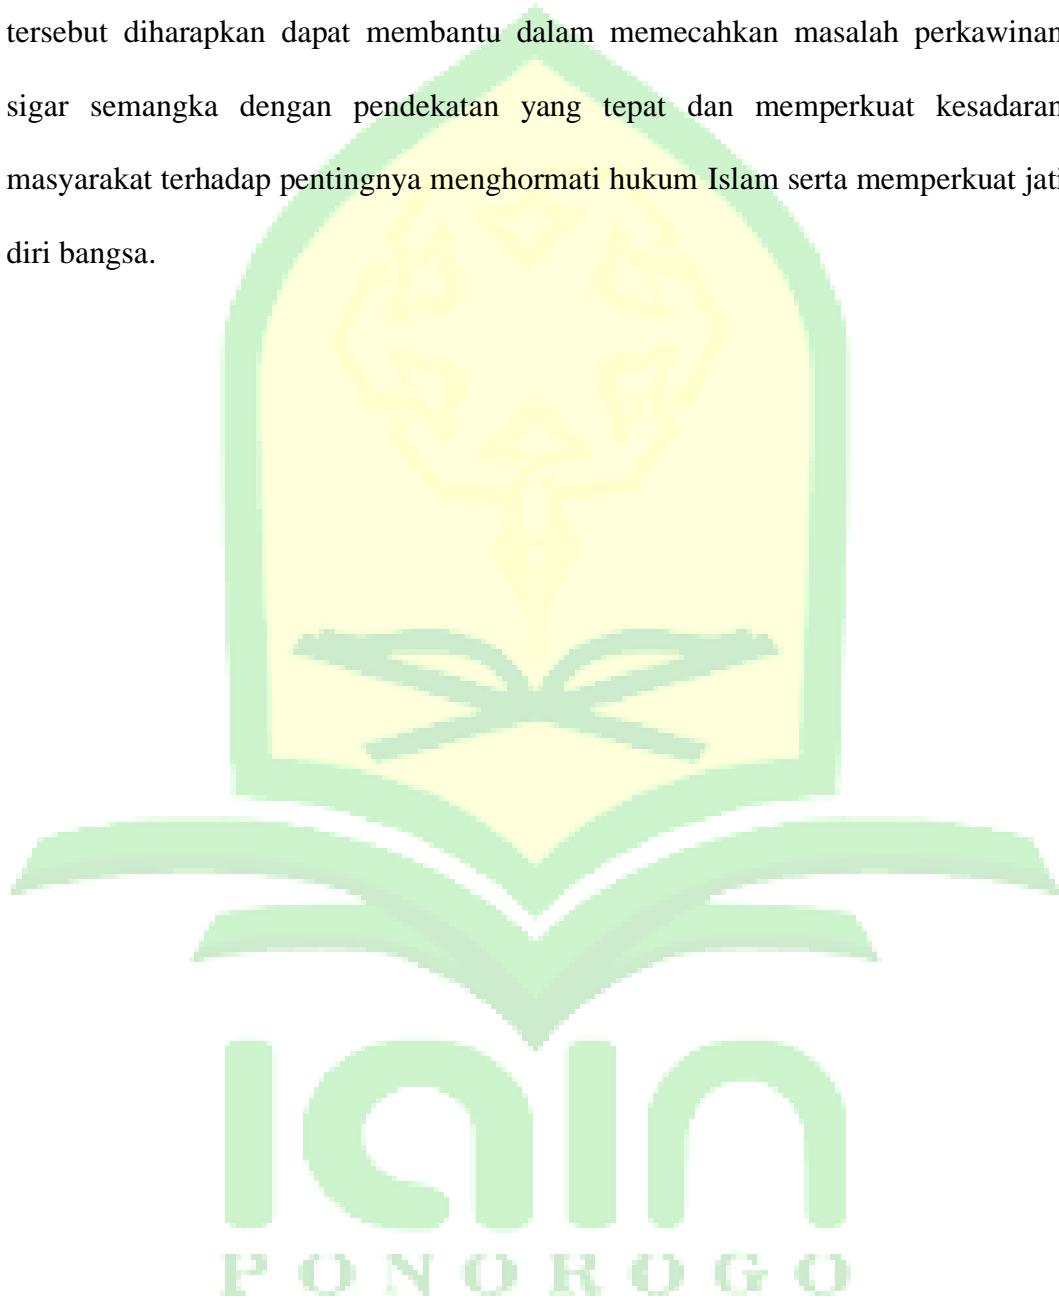 tersebut diharapkan dapat membantu dalam memecahkan masalah perkawinan
sigar semangka dengan pendekatan yang tepat dan memperkuat kesadaran
masyarakat terhadap pentingnya menghormati hukum Islam serta memperkuat jati
diri bangsa.
iain
PONOROGO